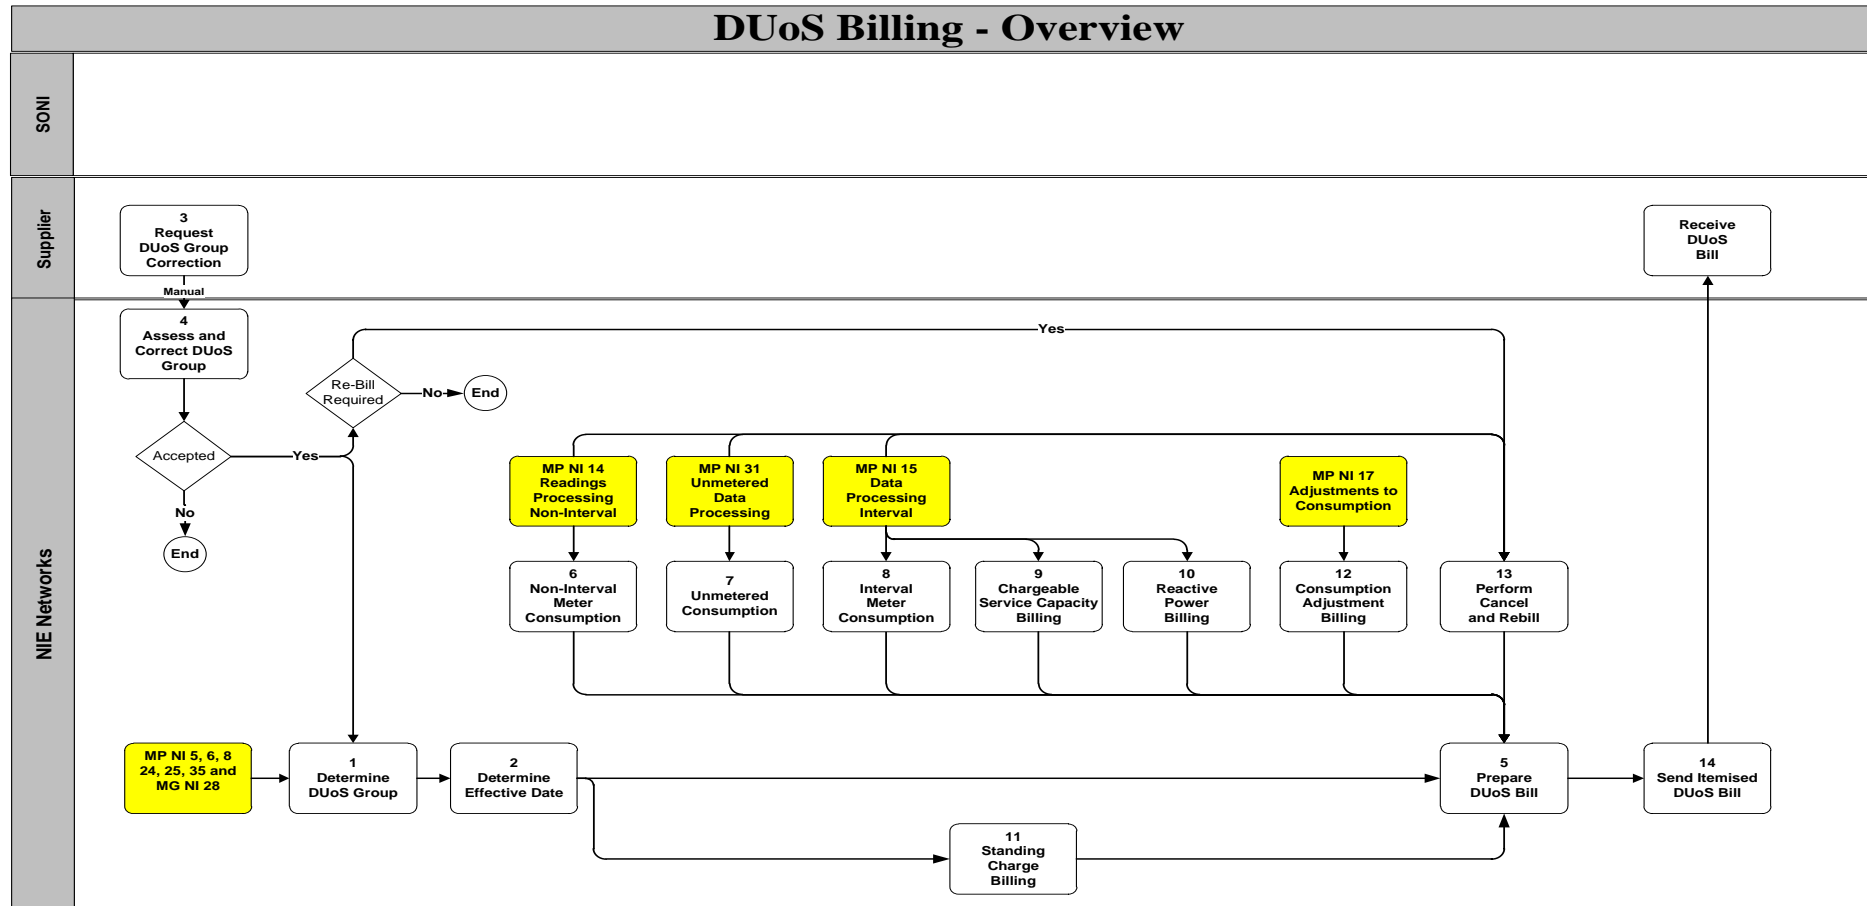 DUoS Billing - Overview
SONI
Supplier
3
Request
DUoS Group
Correction
Receive
DUoS
Bill
Manual
NIE Networks
4
Assess and
Correct DUoS
Group
Yes
Re-Bill
Required
No
End
Accepted
Yes
No
End
MP NI 14
Readings
Processing
Non-Interval
MP NI 31
Unmetered
Data
Processing
MP NI 15
Data
Processing
Interval
MP NI 17
Adjustments to
Consumption
6
Non-Interval
Meter
Consumption
7
Unmetered
Consumption
8
Interval
Meter
Consumption
9
Chargeable
Service Capacity
Billing
10
Reactive
Power
Billing
12
Consumption
Adjustment
Billing
13
Perform
Cancel
and Rebill
MP NI 5, 6, 8
24, 25, 35 and
MG NI 28
1
Determine
DUoS Group
2
Determine
Effective Date
5
Prepare
DUoS Bill
14
Send Itemised
DUoS Bill
11
Standing
Charge
Billing